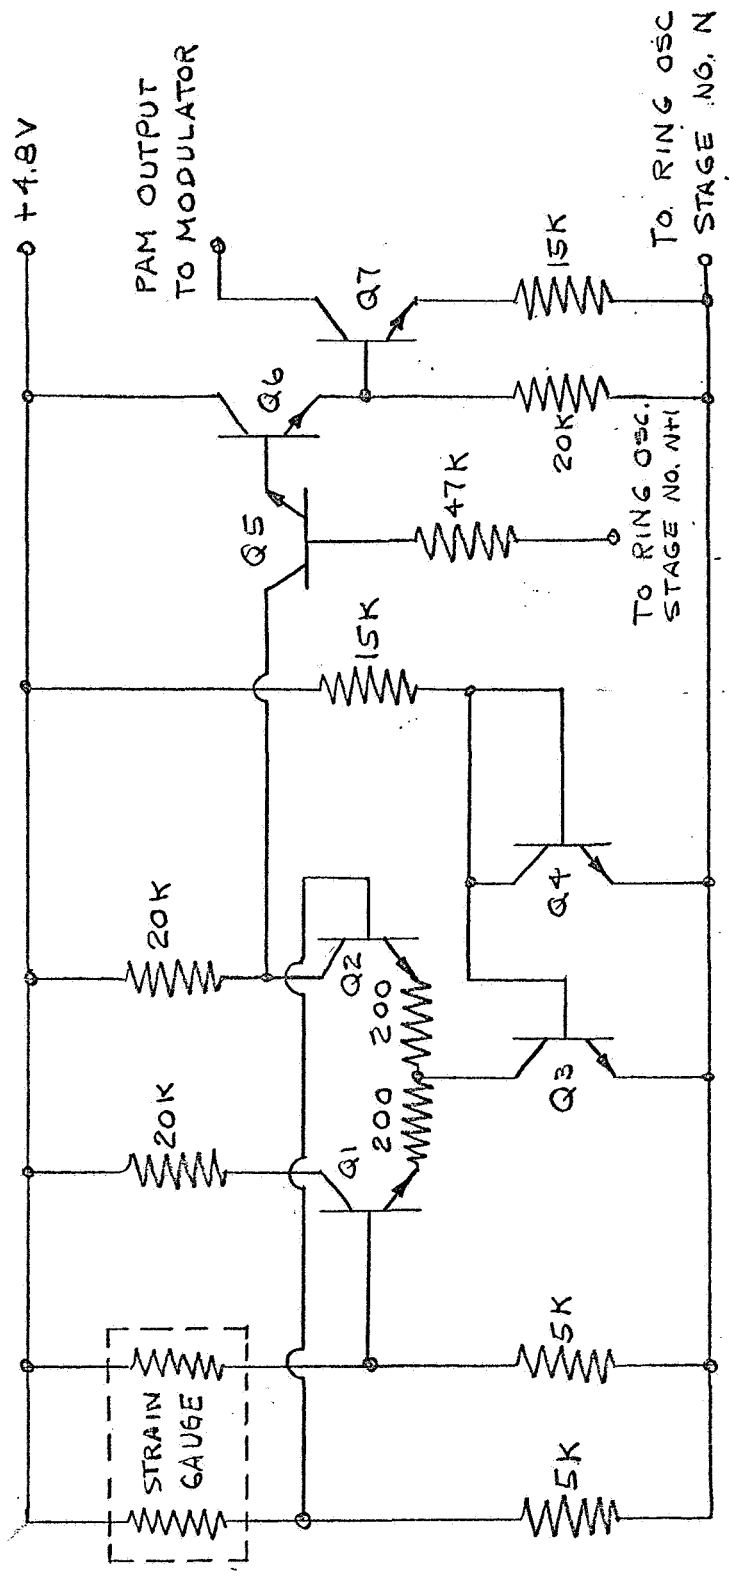 +4.8V
PAM OUTPUT
TO MODULATOR
STRAIN
GAUGE
20K
20K
15K
Q1
Q2
200
200
Q3
Q4
Q5
Q6
Q7
47K
20K
15K
5K
5K
TO RING OSC.
STAGE NO. N+1
TO RING OSC
STAGE NO. N